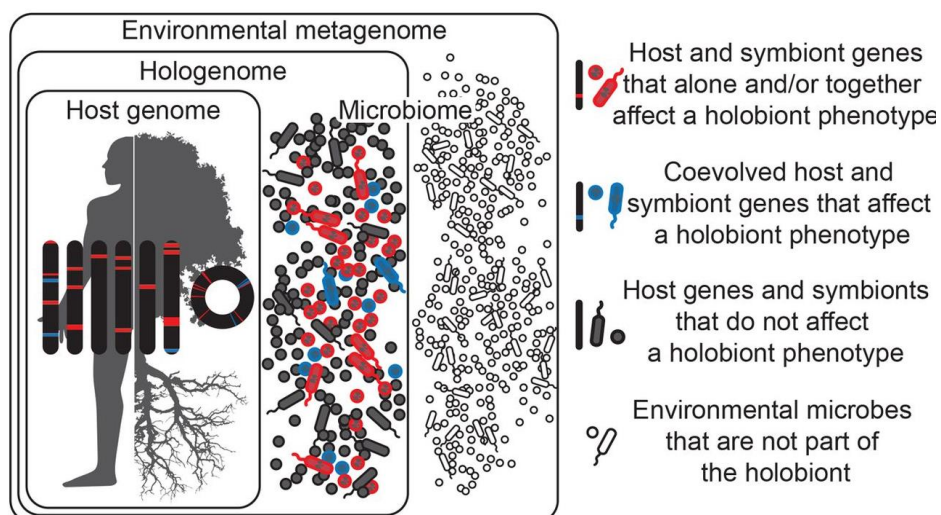 Environmental metagenome
Hologenome
Host genome
Microbiome
Host and symbiont genes
that alone and/or together
affect a holobiont phenotype
Coevolved host and
symbiont genes that affect
a holobiont phenotype
Host genes and symbionts
that do not affect
a holobiont phenotype
Environmental microbes
that are not part of
the holobiont